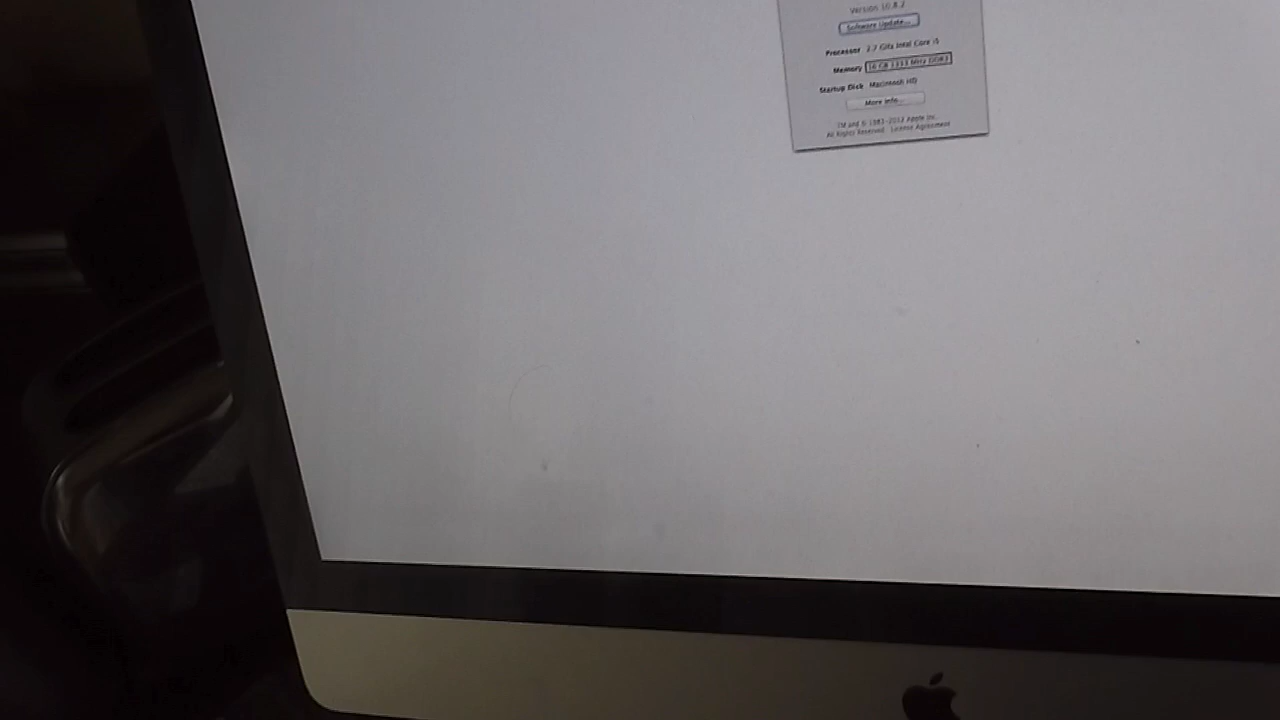 Version 10.8.2
Software Update...
Processor 2.7 GHz Intel Core i5
Memory 16 GB 1333 MHz DDR3
Startup Disk Macintosh HD
More Info...
TM and © 1983-2012 Apple Inc.
All Rights Reserved. License Agreement